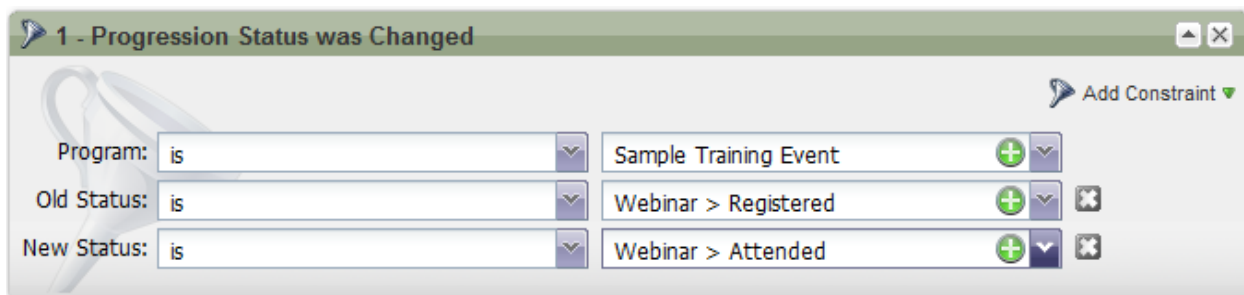 1 - Progression Status was Changed
Add Constraint
Program: is Sample Training Event
Old Status: is Webinar > Registered
New Status: is Webinar > Attended